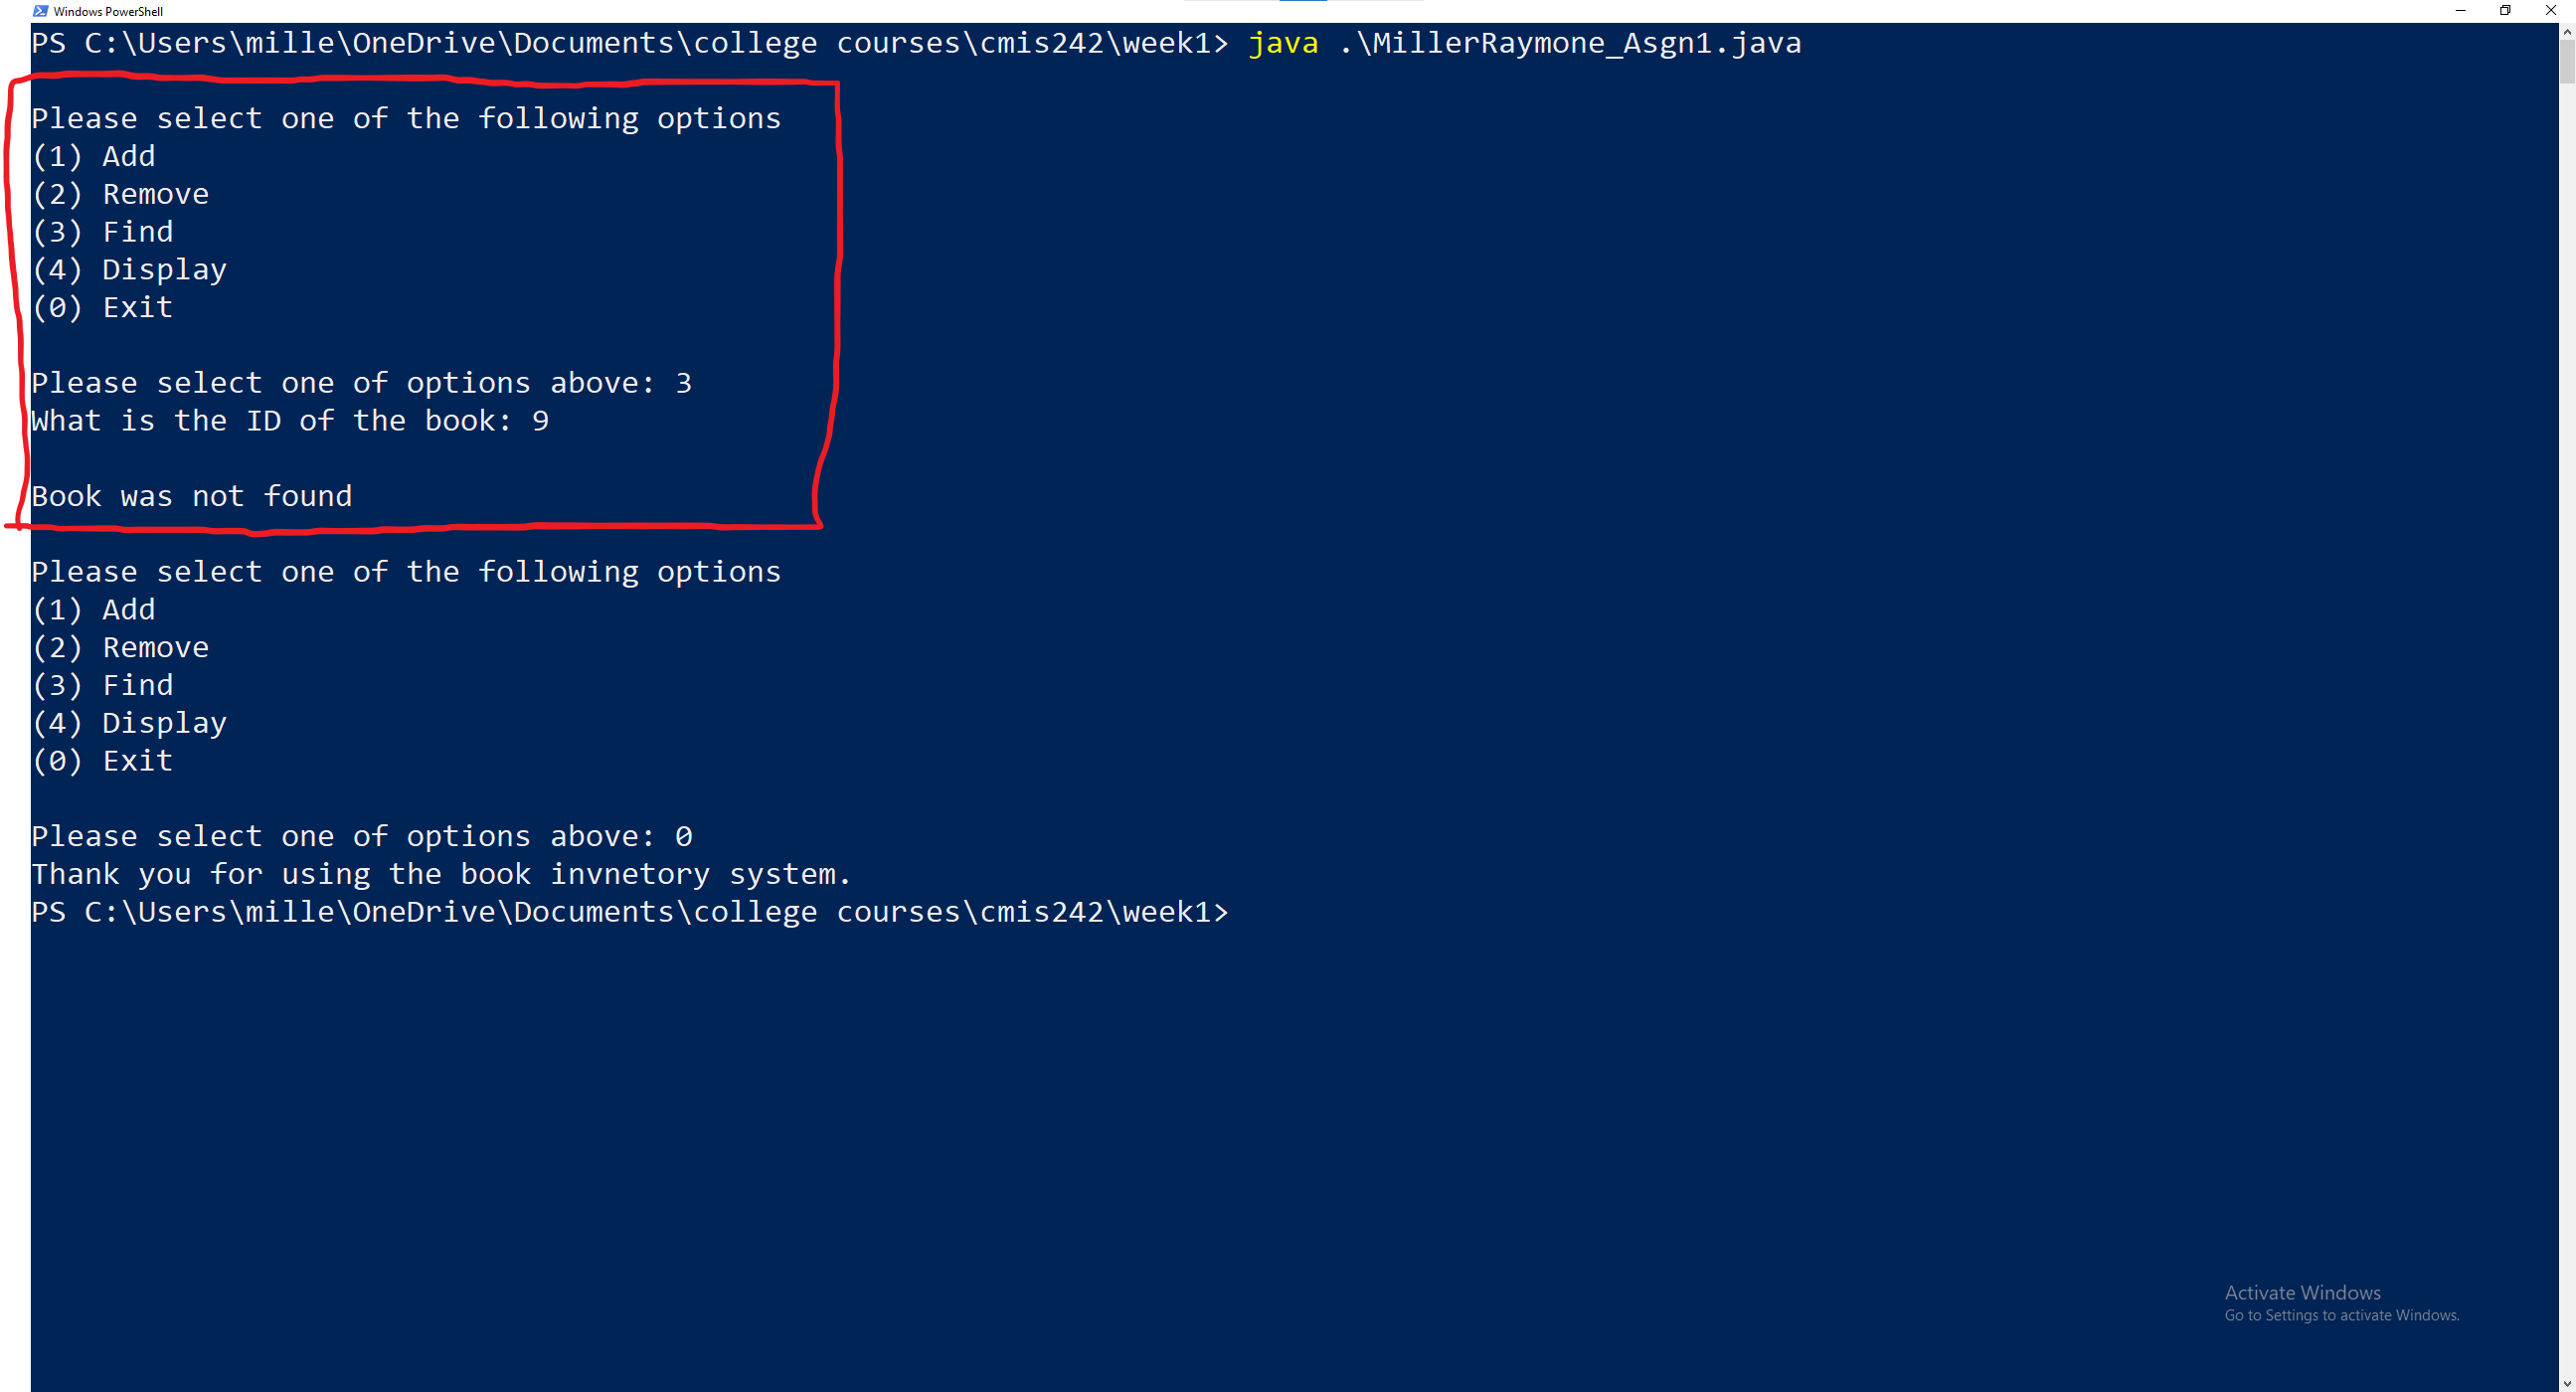 Windows PowerShell
PS C:\Users\mille\OneDrive\Documents\college courses\cmis242\week1> java .\MillerRaymone_Asgn1.java
Please select one of the following options
(1) Add
(2) Remove
(3) Find
(4) Display
(0) Exit
Please select one of options above: 3
What is the ID of the book: 9
Book was not found
Please select one of the following options
(1) Add
(2) Remove
(3) Find
(4) Display
(0) Exit
Please select one of options above: 0
Thank you for using the book invnetory system.
PS C:\Users\mille\OneDrive\Documents\college courses\cmis242\week1>
Activate Windows
Go to Settings to activate Windows.